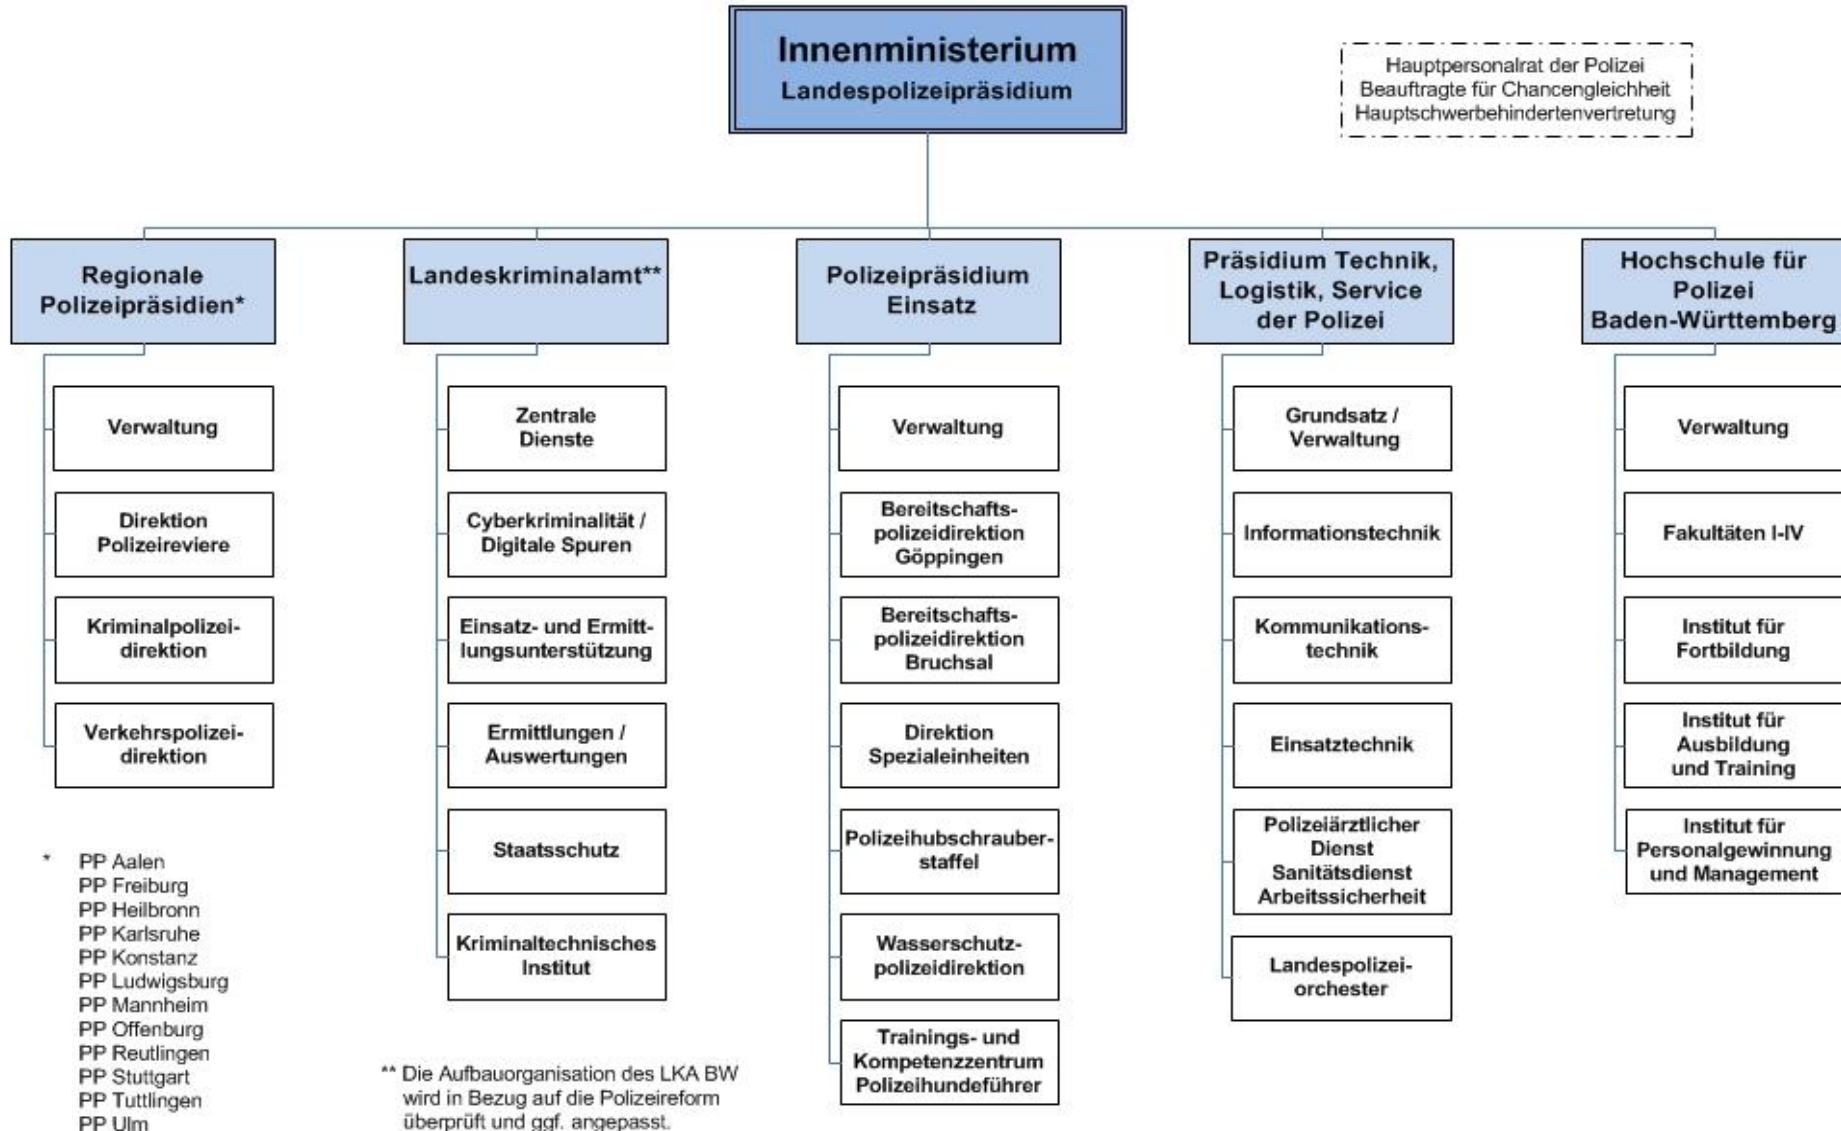 Innenministerium
Landespolizeipräsidium
Hauptpersonalrat der Polizei
Beauftragte für Chancengleichheit
Hauptschwerbehindertenvertretung
Regionale
Polizeipräsidien*
Verwaltung
Direktion
Polizeireviere
Kriminalpolizei-
direktion
Verkehrspolizei-
direktion
* PP Aalen
PP Freiburg
PP Heilbronn
PP Karlsruhe
PP Konstanz
PP Ludwigsburg
PP Mannheim
PP Offenburg
PP Reutlingen
PP Stuttgart
PP Tuttlingen
PP Ulm
Landeskriminalamt**
Zentrale
Dienste
Cyberkriminalität /
Digitale Spuren
Einsatz- und Ermitt-
lungsunterstützung
Ermittlungen /
Auswertungen
Staatsschutz
Kriminaltechnisches
Institut
** Die Aufbauorganisation des LKA BW
wird in Bezug auf die Polizeireform
überprüft und ggf. angepasst.
Polizeipräsidium
Einsatz
Verwaltung
Bereitschafts-
polizeidirektion
Göppingen
Bereitschafts-
polizeidirektion
Bruchsal
Direktion
Spezialeinheiten
Polizeihubschrauber-
staffel
Wasserschutz-
polizeidirektion
Trainings- und
Kompetenzzentrum
Polizeihundeführer
Präsidium Technik,
Logistik, Service
der Polizei
Grundsatz /
Verwaltung
Informationstechnik
Kommunikations-
technik
Einsatztechnik
Polizeiärztlicher
Dienst
Sanitätsdienst
Arbeitssicherheit
Landespolizei-
orchester
Hochschule für
Polizei
Baden-Württemberg
Verwaltung
Fakultäten I-IV
Institut für
Fortbildung
Institut für
Ausbildung
und Training
Institut für
Personalgewinnung
und Management